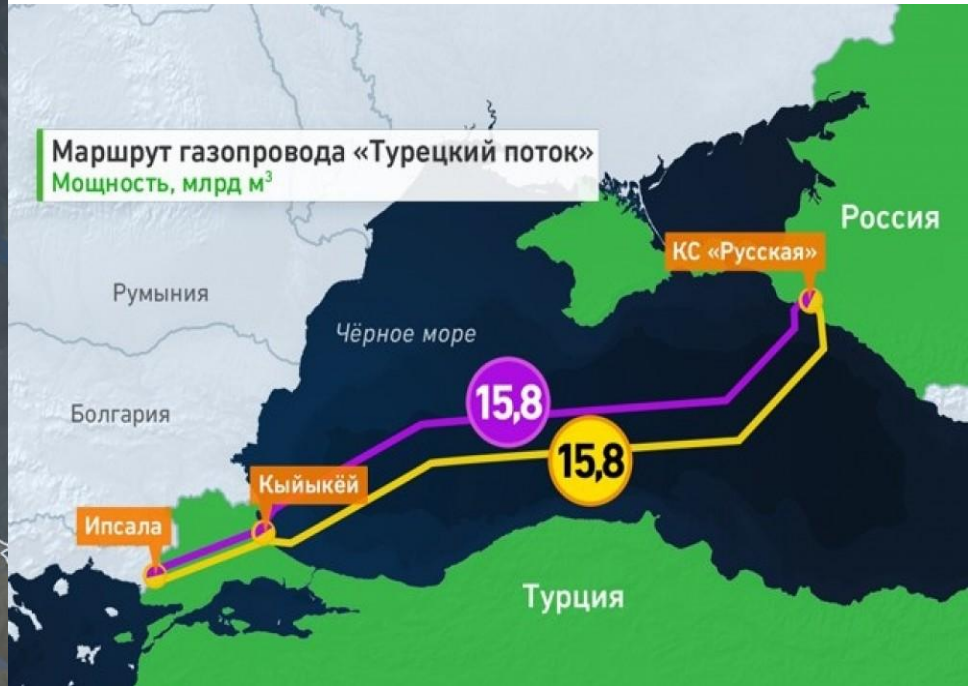 Маршрут газопровода «Турецкий поток»
Мощность, млрд м³
Россия
КС «Русская»
Румыния
Чёрное море
15,8
Болгария
15,8
Кыйыкёй
Ипсала
Турция